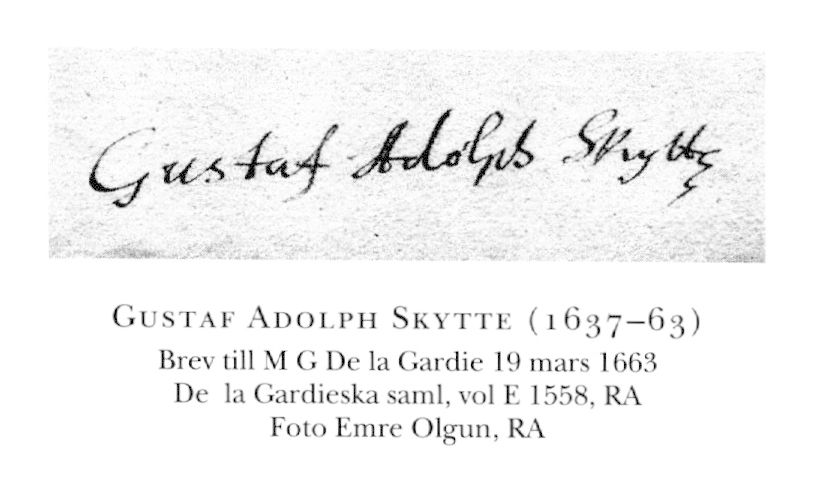 Gustaf Adolph Skytte
GUSTAF ADOLPH SKYTTE (1637–63)
Brev till M G De la Gardie 19 mars 1663
De la Gardieska saml, vol E 1558, RA
Foto Emre Olgun, RA